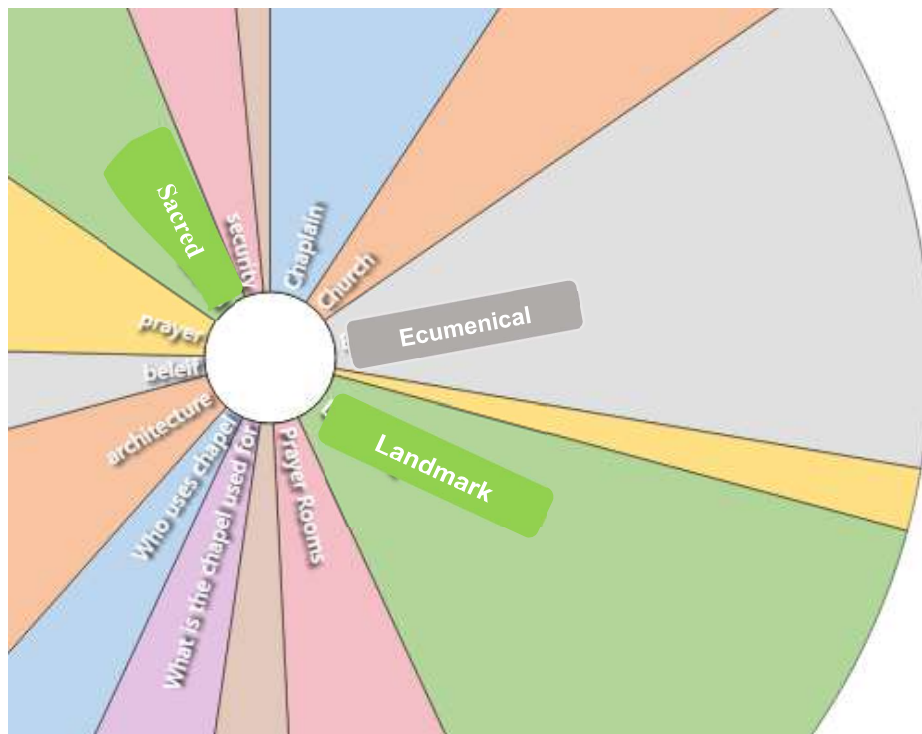 Sacred
security
Chaplain
Church
Ecumenical
Landmark
Prayer Rooms
What is the chapel used for
Who uses chapel
architecture
beleif
prayer